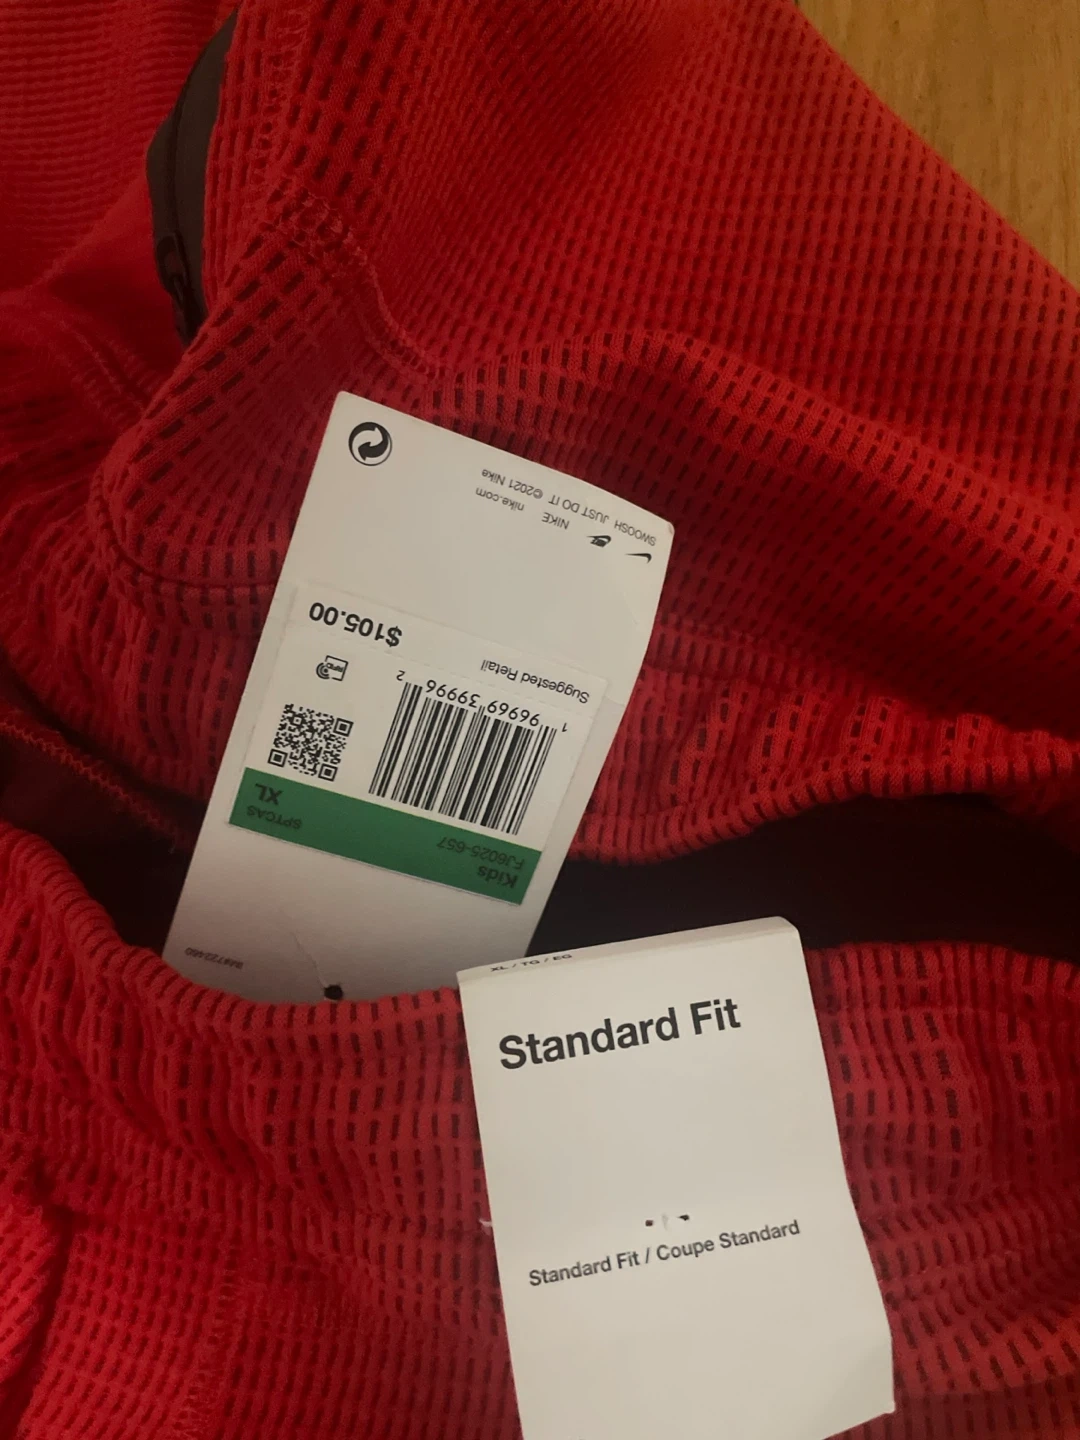 SWOOSH JUST DO IT ©2021 Nike
NIKE nike.com
Suggested Retail
$105.00
RFID
1 96969 39996 2
Kids
FJ6025-657
SPTCAS
XL
XL / TG / EG
Standard Fit
Standard Fit / Coupe Standard